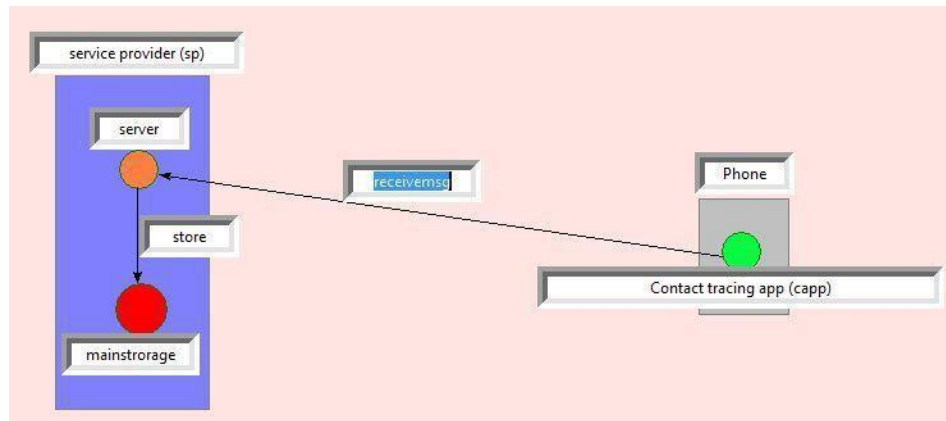 service provider (sp)
server
receivemsg
Phone
store
Contact tracing app (capp)
mainstrorage